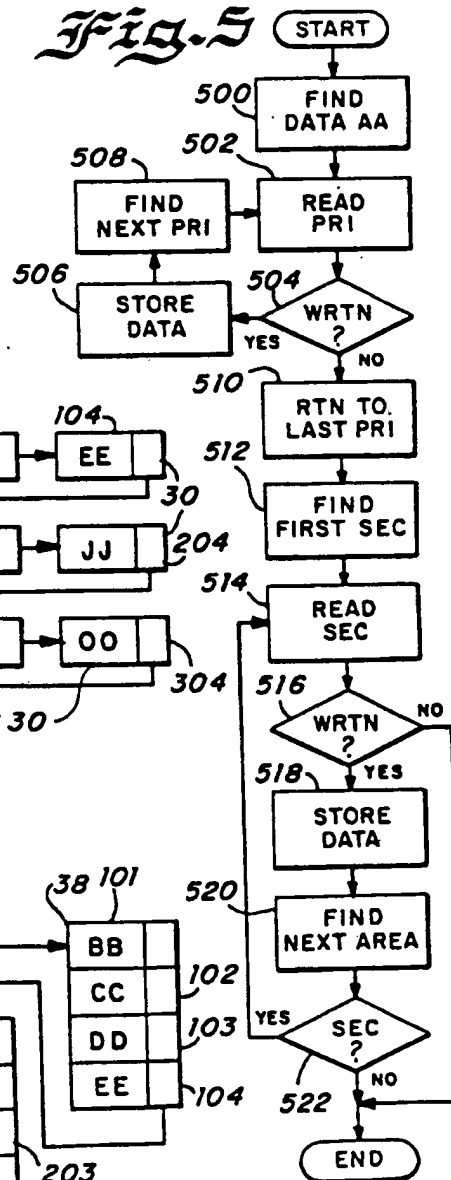 Fig. 5
START
500
FIND
DATA AA
508
502
FIND
NEXT PRI
READ
PRI
506
504
STORE
DATA
WRTN
?
YES
NO
510
RTN TO.
LAST PRI
104
EE
30
512
FIND
FIRST SEC
JJ
204
514
READ
SEC
OO
304
30
516
WRTN
?
NO
YES
518
STORE
DATA
38
101
520
FIND
NEXT AREA
BB
CC
102
DD
103
EE
104
YES
SEC
?
522
NO
203
END